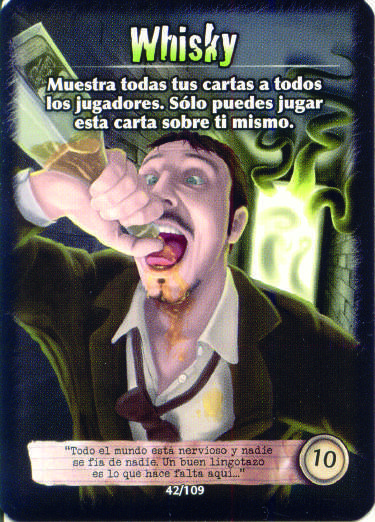 Whisky
Muestra todas tus cartas a todos
los jugadores. Sólo puedes jugar
esta carta sobre ti mismo.
"Todo el mundo está nervioso y nadie
se fía de nadie. Un buen lingotazo
es lo que hace falta aquí..."
10
42/109